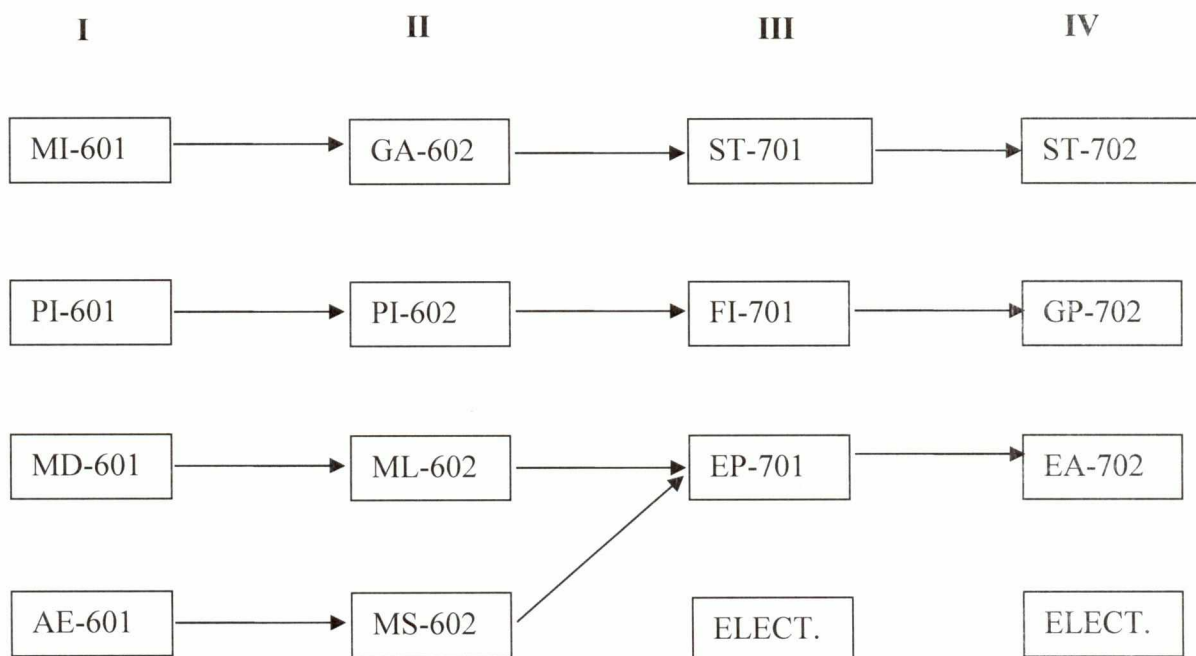 I II III IV
MI-601 GA-602 ST-701 ST-702
PI-601 PI-602 FI-701 GP-702
MD-601 ML-602 EP-701 EA-702
AE-601 MS-602 ELECT. ELECT.